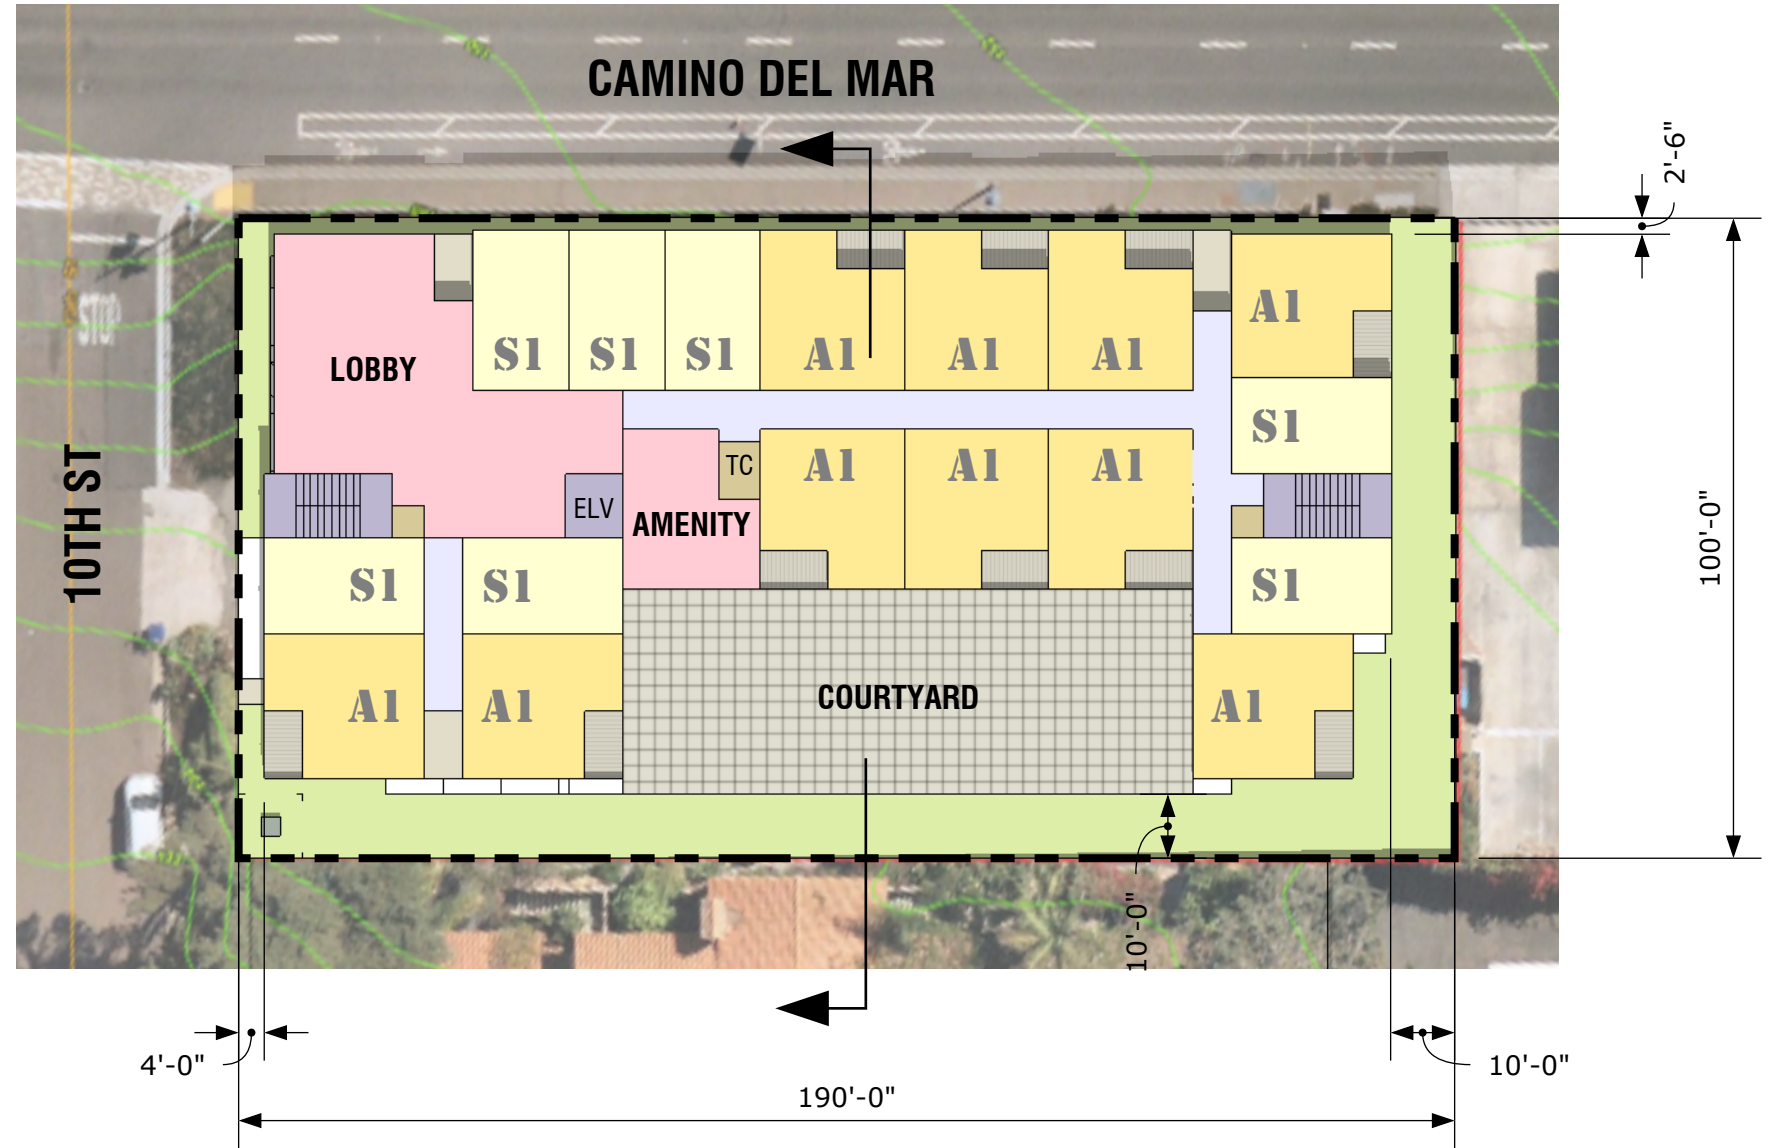 CAMINO DEL MAR
2'-6"
STOP
S1 S1 S1 A1 A1 A1 A1
LOBBY
S1
10TH ST
TC A1 A1 A1
ELV
AMENITY
100'-0"
S1 S1 S1
A1 A1 COURTYARD A1
10'-0"
4'-0" 10'-0"
190'-0"